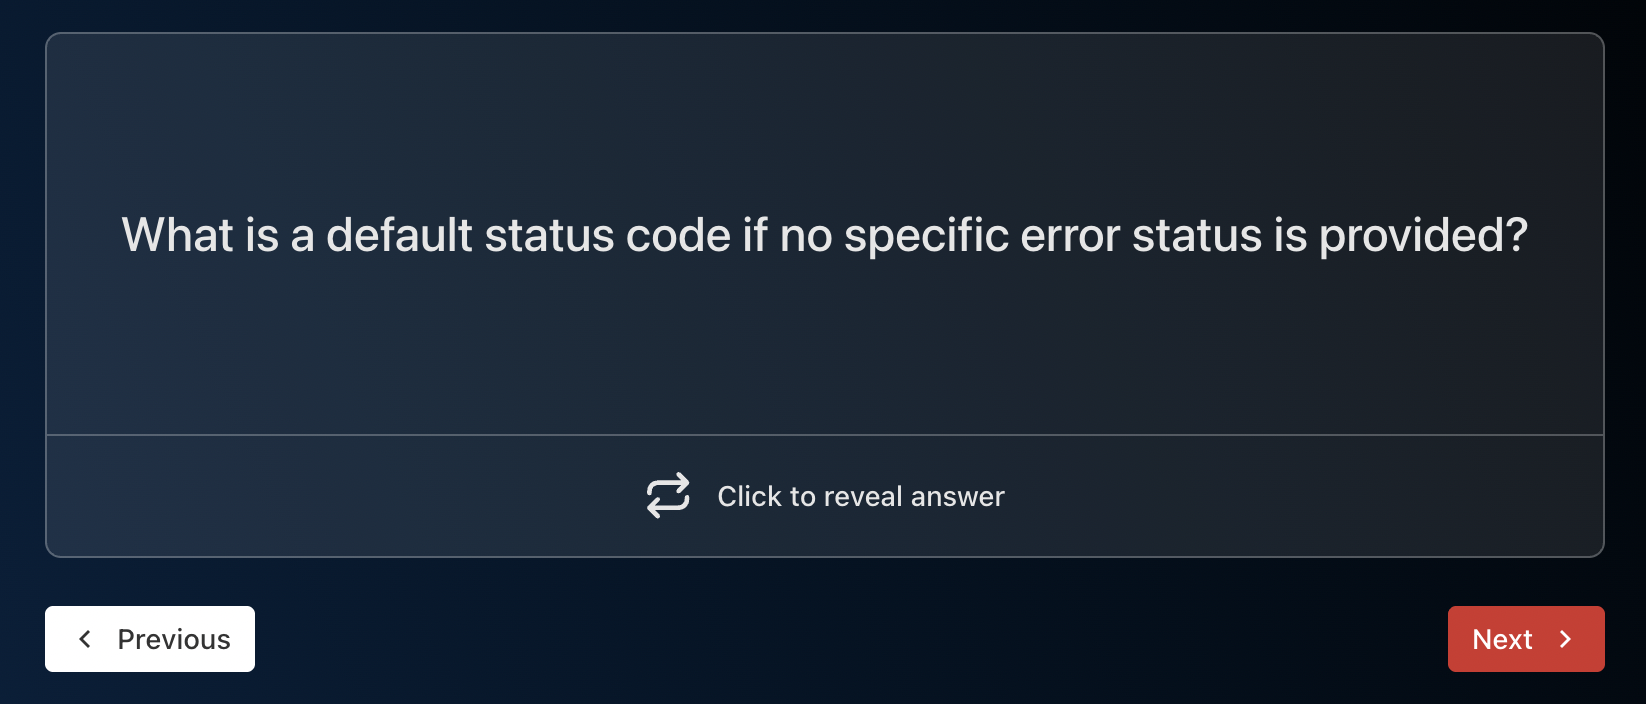 What is a default status code if no specific error status is provided?
Click to reveal answer
Previous
Next